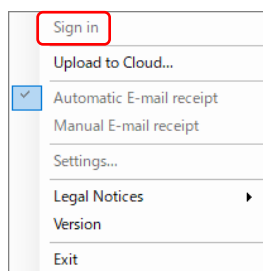 Sign in
Upload to Cloud...
Automatic E-mail receipt
Manual E-mail receipt
Settings...
Legal Notices
Version
Exit